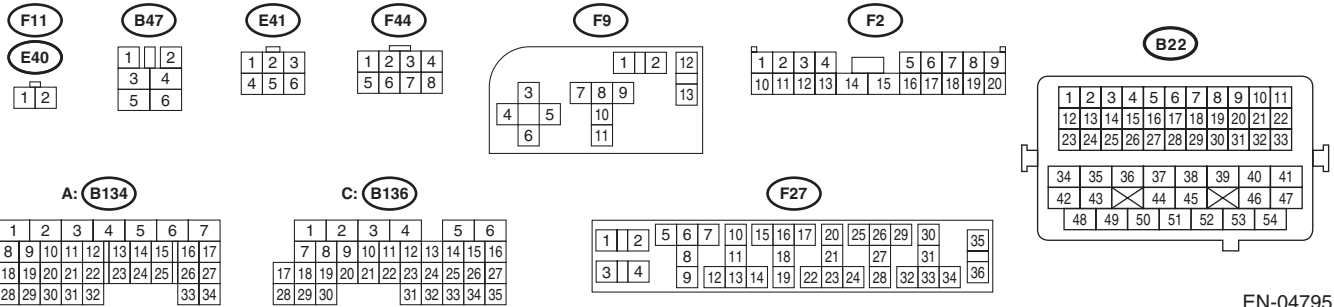 F11
E40
1 2
B47
1 2
3 4
5 6
E41
1 2 3
4 5 6
F44
1 2 3 4
5 6 7 8
F9
1 2 12
3 7 8 9 13
4 5 10
6 11
F2
1 2 3 4 5 6 7 8 9
10 11 12 13 14 15 16 17 18 19 20
B22
1 2 3 4 5 6 7 8 9 10 11
12 13 14 15 16 17 18 19 20 21 22
23 24 25 26 27 28 29 30 31 32 33
34 35 36 37 38 39 40 41
42 43 44 45 46 47
48 49 50 51 52 53 54
A: B134
1 2 3 4 5 6 7
8 9 10 11 12 13 14 15 16 17
18 19 20 21 22 23 24 25 26 27
28 29 30 31 32 33 34
C: B136
1 2 3 4 5 6
7 8 9 10 11 12 13 14 15 16
17 18 19 20 21 22 23 24 25 26 27
28 29 30 31 32 33 34 35
F27
1 2 5 6 7 10 15 16 17 20 25 26 29 30 35
8 11 18 21 27 31
3 4 9 12 13 14 19 22 23 24 28 32 33 34 36
EN-04795